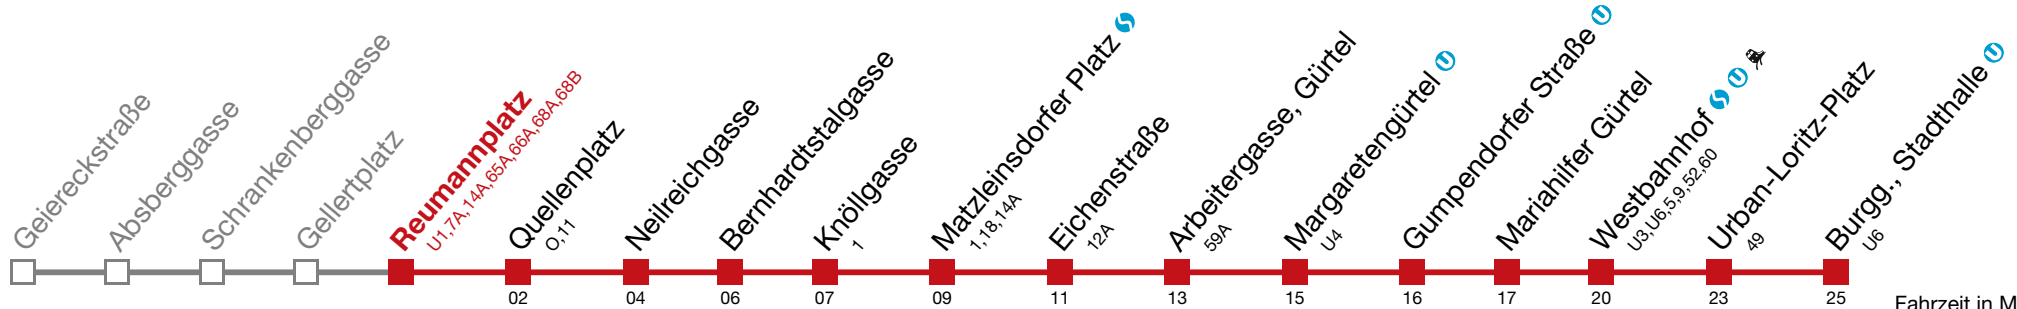 Geiereckstraße
Absberggasse
Schrankenberggasse
Gellertplatz
Reumannplatz
U1,7A,14A,65A,66A,68A,68B
Quellenplatz
O,11
Neilreichgasse
Bernhardtstalgasse
Knöllgasse
1
Matzleinsdorfer Platz
1,18,14A
Eichenstraße
12A
Arbeitergasse, Gürtel
59A
Margaretengürtel
U4
Gumpendorfer Straße
Mariahilfer Gürtel
Westbahnhof
U3,U6,5,9,52,60
Urban-Loritz-Platz
49
Burgg., Stadthalle
U6
02 04 06 07 09 11 13 15 16 17 20 23 25
Fahrzeit in M